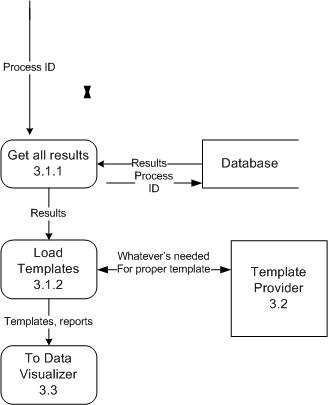 Process ID
Get all results
3.1.1
Results
Process
ID
Database
Results
Load
Templates
3.1.2
Whatever's needed
For proper template
Template
Provider
3.2
Templates, reports
To Data
Visualizer
3.3